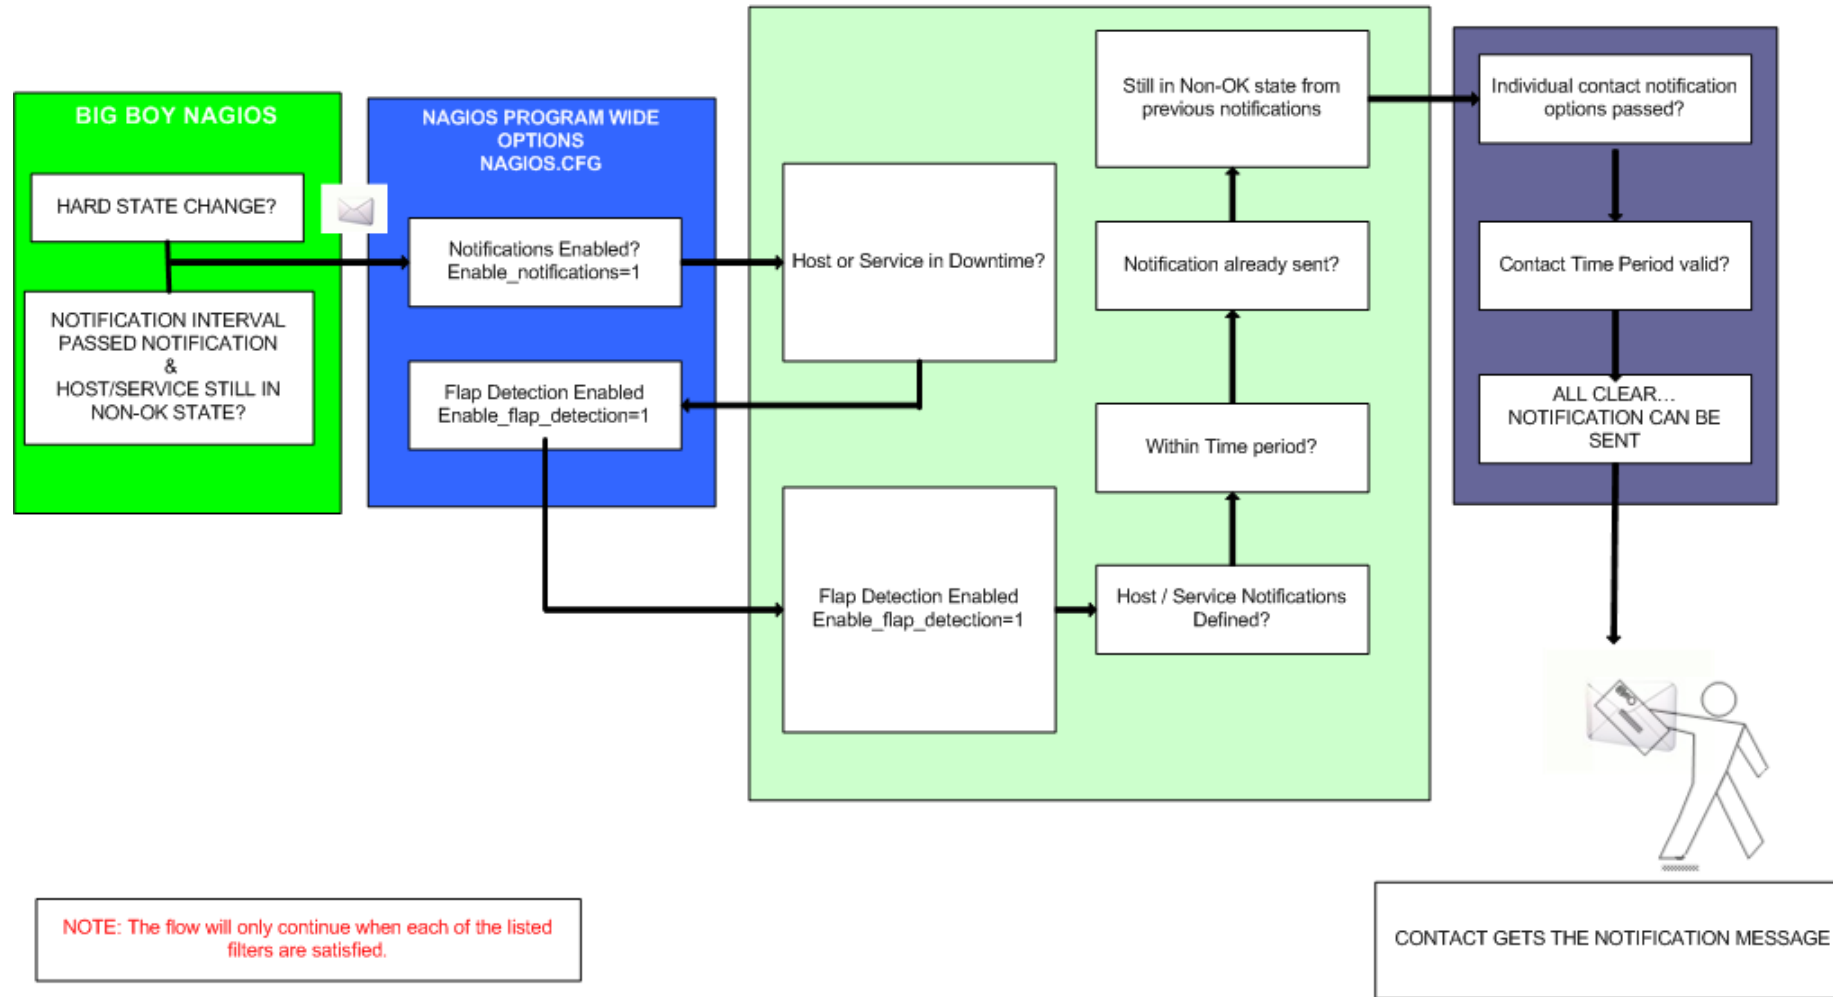 BIG BOY NAGIOS
HARD STATE CHANGE?
NOTIFICATION INTERVAL
PASSED NOTIFICATION
&
HOST/SERVICE STILL IN
NON-OK STATE?
NAGIOS PROGRAM WIDE
OPTIONS
NAGIOS.CFG
Notifications Enabled?
Enable_notifications=1
Flap Detection Enabled
Enable_flap_detection=1
Host or Service in Downtime?
Flap Detection Enabled
Enable_flap_detection=1
Still in Non-OK state from
previous notifications
Notification already sent?
Within Time period?
Host / Service Notifications
Defined?
Individual contact notification
options passed?
Contact Time Period valid?
ALL CLEAR...
NOTIFICATION CAN BE
SENT
NOTE: The flow will only continue when each of the listed
filters are satisfied.
CONTACT GETS THE NOTIFICATION MESSAGE